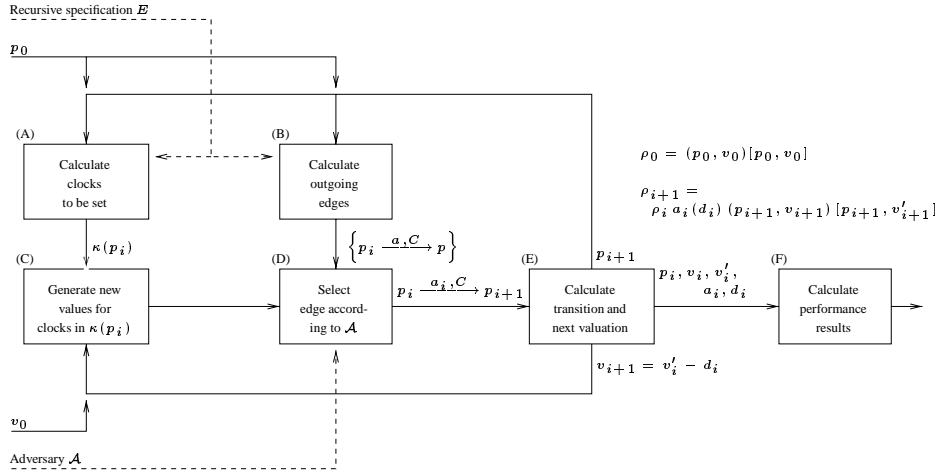 Recursive specification E
p₀
(A)
Calculate
clocks
to be set
(B)
Calculate
outgoing
edges
ρ₀ = (p₀, v₀)[p₀, v₀]
ρᵢ₊₁ =
ρᵢ aᵢ(dᵢ) (pᵢ₊₁, vᵢ₊₁) [pᵢ₊₁, v′ᵢ₊₁]
κ(pᵢ)
{ pᵢ —a,C→ p }
(C)
Generate new
values for
clocks in κ(pᵢ)
(D)
Select
edge accord-
ing to 𝒜
pᵢ —aᵢ,C→ pᵢ₊₁
(E)
Calculate
transition and
next valuation
pᵢ₊₁
pᵢ, vᵢ, v′ᵢ,
aᵢ, dᵢ
(F)
Calculate
performance
results
vᵢ₊₁ = v′ᵢ − dᵢ
v₀
Adversary 𝒜